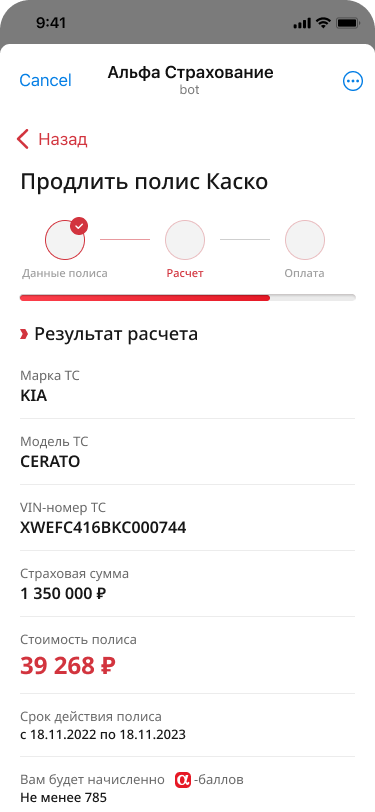 9:41
Cancel
Альфа Страхование
bot
Назад
Продлить полис Каско
Данные полиса
Расчет
Оплата
Результат расчета
Марка ТС
KIA
Модель ТС
CERATO
VIN-номер ТС
XWEFC416BKC000744
Страховая сумма
1 350 000 ₽
Стоимость полиса
39 268 ₽
Срок действия полиса
с 18.11.2022 по 18.11.2023
Вам будет начисленно α-баллов
Не менее 785